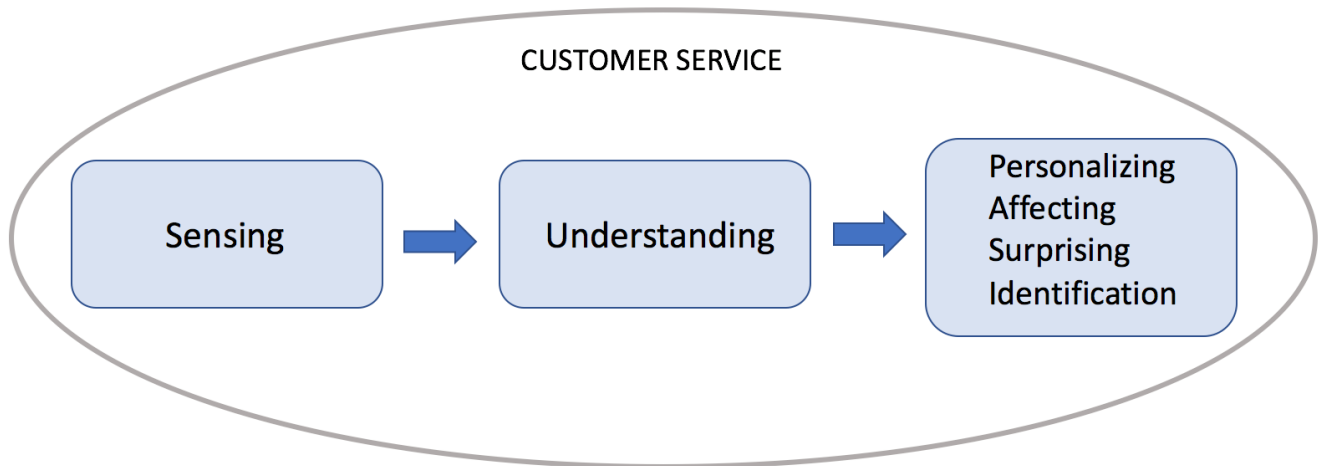 CUSTOMER SERVICE
Sensing
Understanding
Personalizing
Affecting
Surprising
Identification